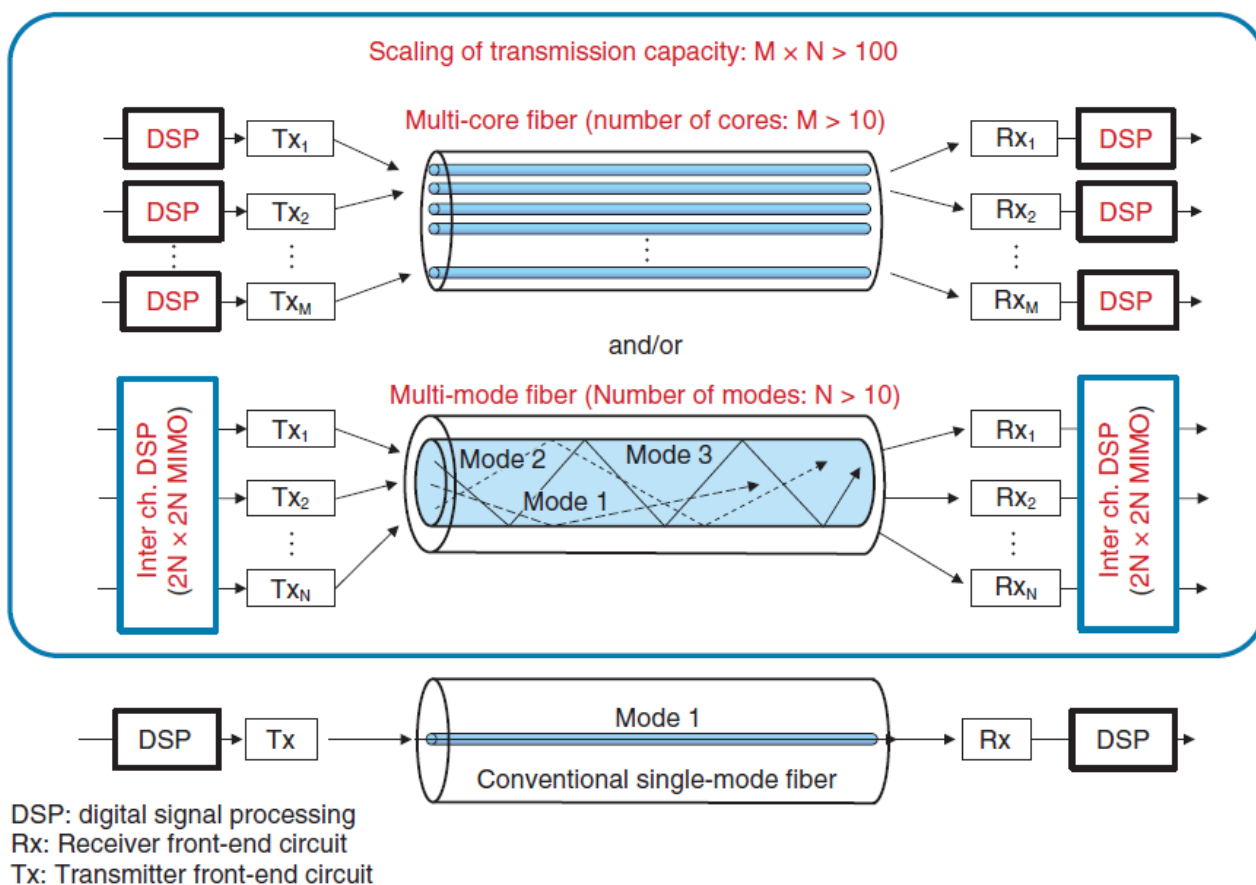 Scaling of transmission capacity: M × N > 100
Multi-core fiber (number of cores: M > 10)
DSP Tx1 Rx1 DSP
DSP Tx2 Rx2 DSP
DSP TxM RxM DSP
and/or
Multi-mode fiber (Number of modes: N > 10)
Inter ch. DSP
(2N × 2N MIMO)
Tx1
Tx2
TxN
Mode 2
Mode 3
Mode 1
Rx1
Rx2
RxN
Inter ch. DSP
(2N × 2N MIMO)
Mode 1
DSP Tx Rx DSP
Conventional single-mode fiber
DSP: digital signal processing
Rx: Receiver front-end circuit
Tx: Transmitter front-end circuit